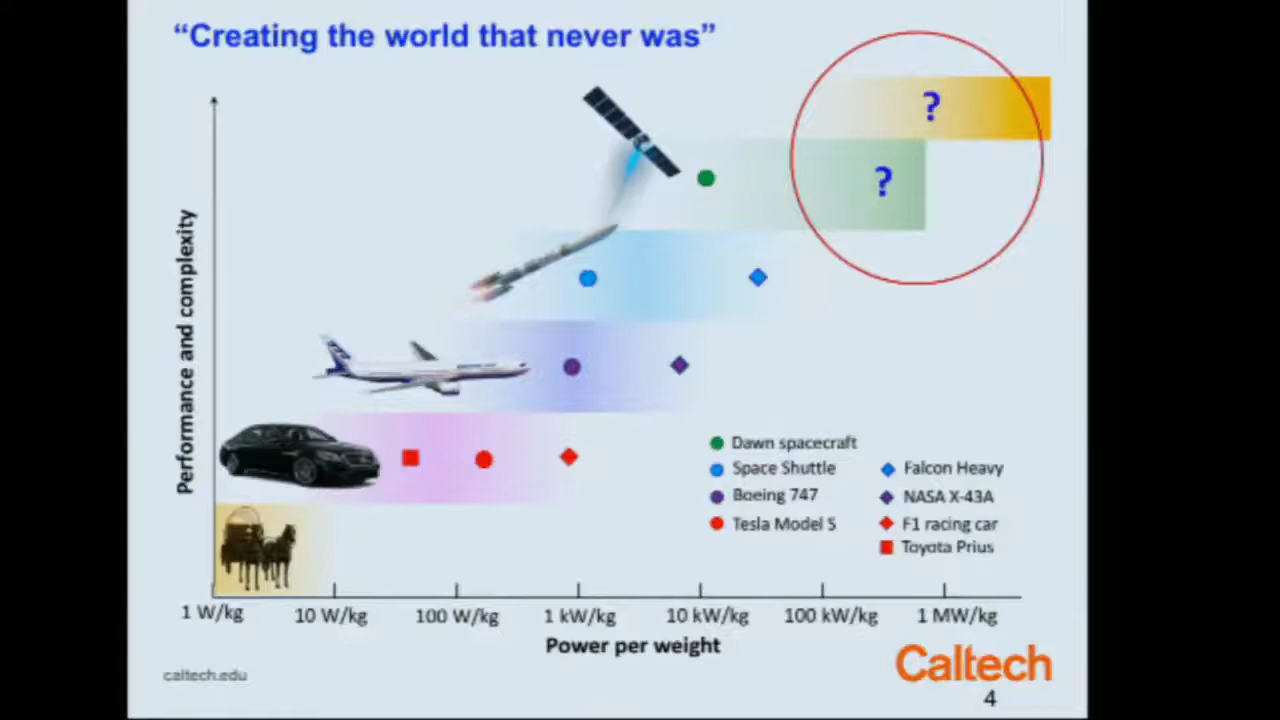 “Creating the world that never was”
?
?
Performance and complexity
Dawn spacecraft
Space Shuttle
Falcon Heavy
Boeing 747
NASA X-43A
Tesla Model S
F1 racing car
Toyota Prius
1 W/kg
10 W/kg
100 W/kg
1 kW/kg
10 kW/kg
100 kW/kg
1 MW/kg
Power per weight
caltech.edu
Caltech
4